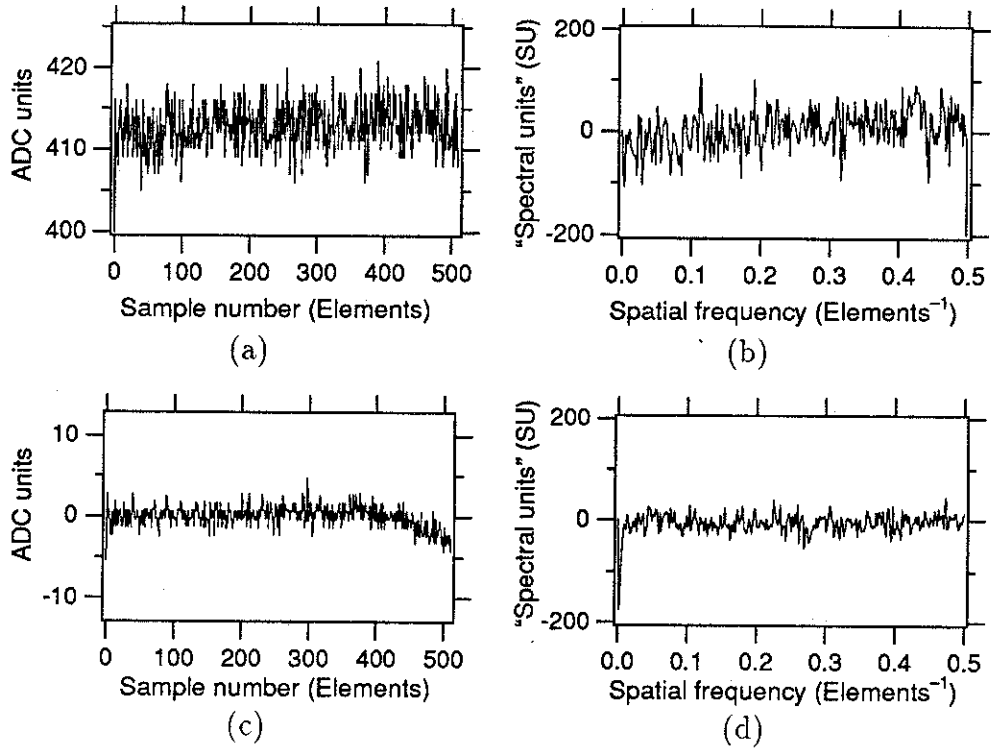 ADC units
420
410
400
0 100 200 300 400 500
Sample number (Elements)
(a)
"Spectral units" (SU)
200
100
0
-200
0.0 0.1 0.2 0.3 0.4 0.5
Spatial frequency (Elements⁻¹)
(b)
ADC units
10
0
-10
0 100 200 300 400 500
Sample number (Elements)
(c)
"Spectral units" (SU)
200
0
-200
0.0 0.1 0.2 0.3 0.4 0.5
Spatial frequency (Elements⁻¹)
(d)